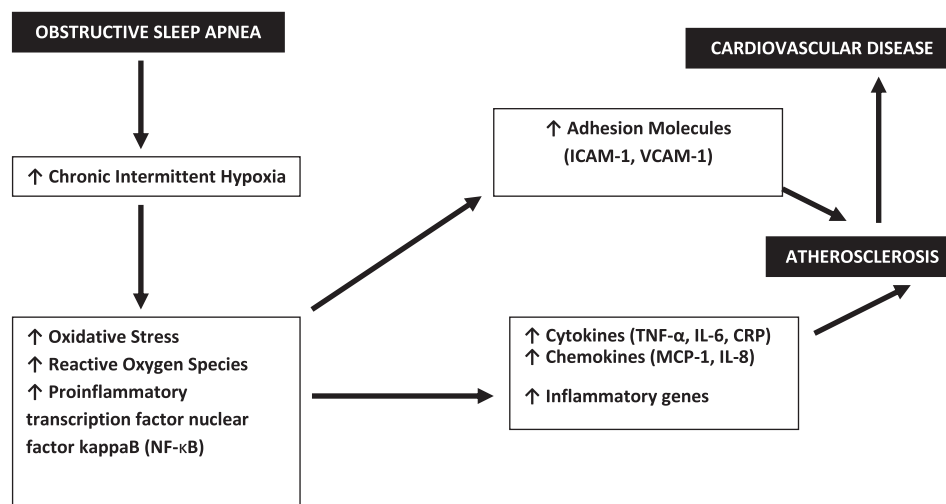 OBSTRUCTIVE SLEEP APNEA
CARDIOVASCULAR DISEASE
↑ Adhesion Molecules
(ICAM-1, VCAM-1)
↑ Chronic Intermittent Hypoxia
ATHEROSCLEROSIS
↑ Oxidative Stress
↑ Reactive Oxygen Species
↑ Proinflammatory
transcription factor nuclear
factor kappaB (NF-κB)
↑ Cytokines (TNF-α, IL-6, CRP)
↑ Chemokines (MCP-1, IL-8)
↑ Inflammatory genes